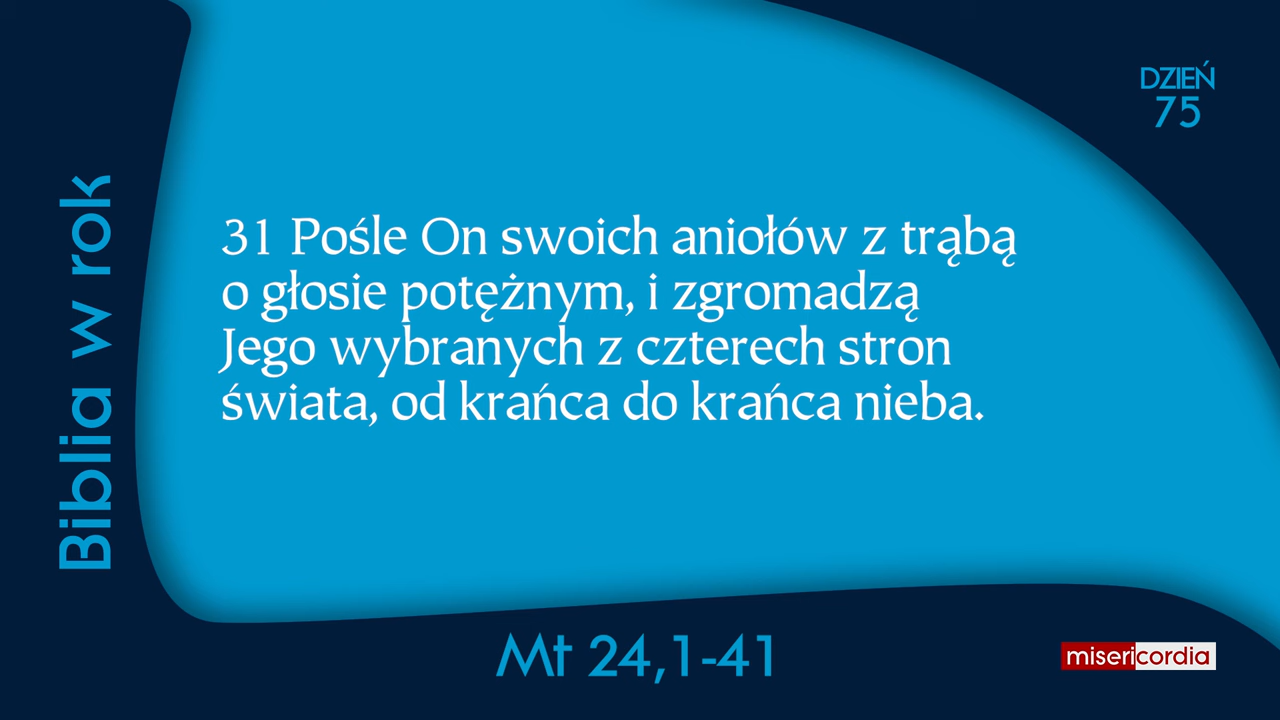 DZIEŃ
75
Biblia w rok
31 Pośle On swoich aniołów z trąbą
o głosie potężnym, i zgromadzą
Jego wybranych z czterech stron
świata, od krańca do krańca nieba.
Mt 24,1-41
misericordia